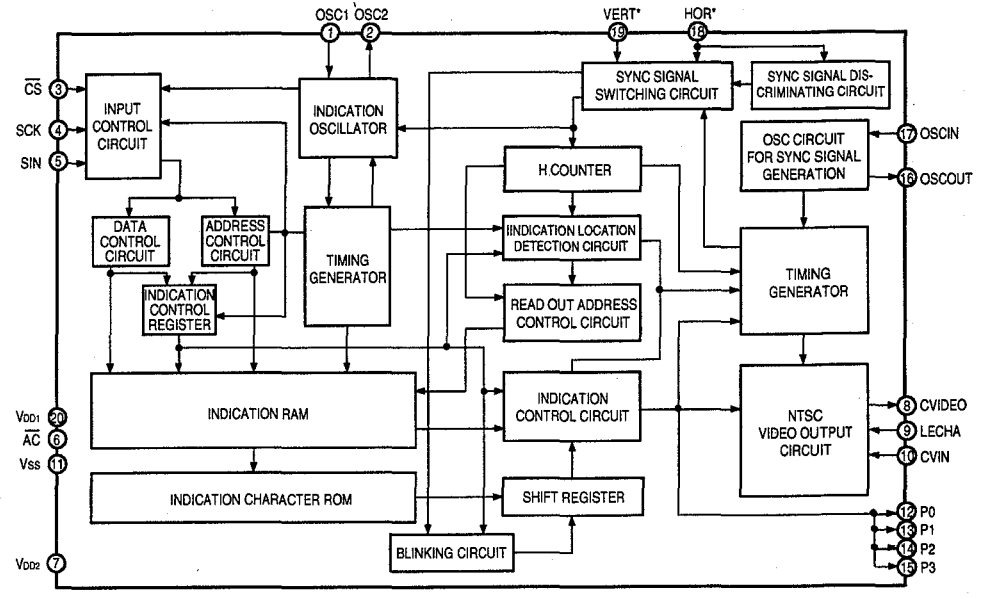 OSC1 OSC2
1 2
VERT* HOR*
19 18
CS 3
SCK 4
SIN 5
INPUT
CONTROL
CIRCUIT
INDICATION
OSCILLATOR
SYNC SIGNAL
SWITCHING CIRCUIT
SYNC SIGNAL DIS-
CRIMINATING CIRCUIT
OSC CIRCUIT
FOR SYNC SIGNAL
GENERATION
17 OSCIN
16 OSCOUT
H.COUNTER
DATA
CONTROL
CIRCUIT
ADDRESS
CONTROL
CIRCUIT
TIMING
GENERATOR
IINDICATION LOCATION
DETECTION CIRCUIT
TIMING
GENERATOR
INDICATION
CONTROL
REGISTER
READ OUT ADDRESS
CONTROL CIRCUIT
INDICATION RAM
INDICATION
CONTROL CIRCUIT
NTSC
VIDEO OUTPUT
CIRCUIT
8 CVIDEO
9 LECHA
10 CVIN
VDD1 20
AC 6
VSS 11
INDICATION CHARACTER ROM
SHIFT REGISTER
BLINKING CIRCUIT
VDD2 7
12 P0
13 P1
14 P2
15 P3